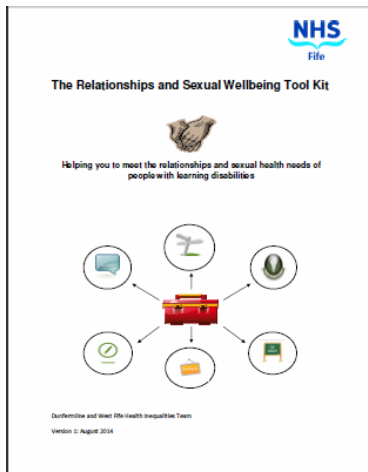 NHS
Fife
The Relationships and Sexual Wellbeing Tool Kit
Helping you to meet the relationships and sexual health needs of
people with learning disabilities
Dunfermline and West Fife Health Inequalities Team
Version 1: August 2014